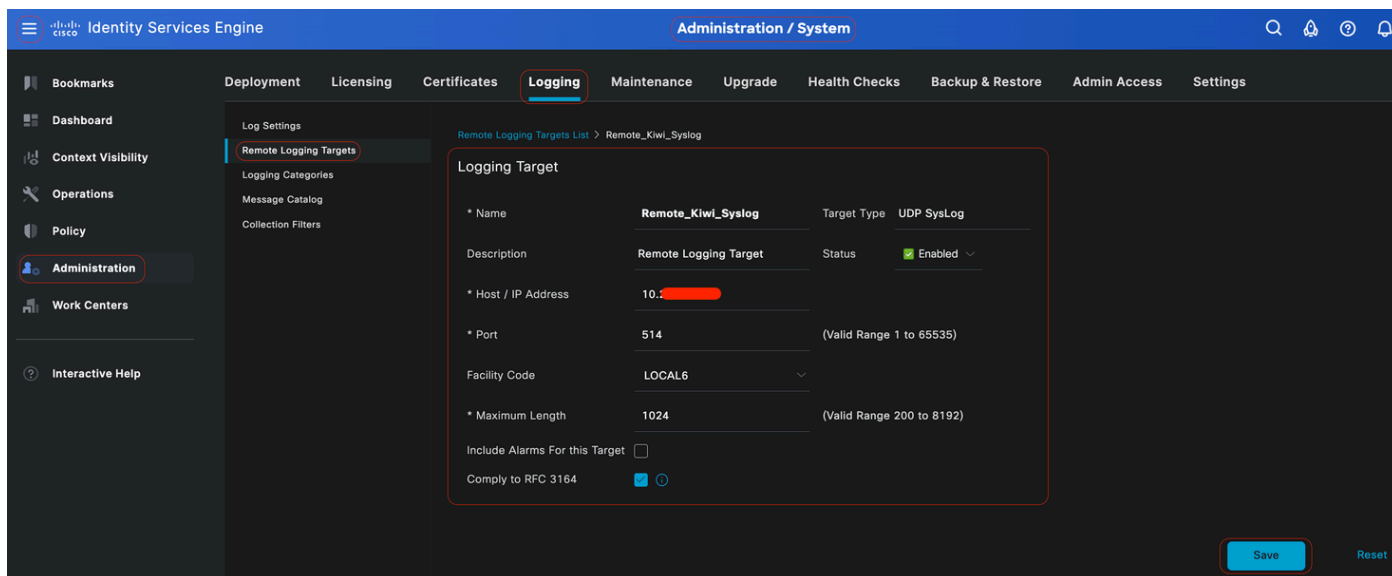 cisco Identity Services Engine
Administration / System
Bookmarks
Dashboard
Context Visibility
Operations
Policy
Administration
Work Centers
Interactive Help
Deployment Licensing Certificates Logging Maintenance Upgrade Health Checks Backup & Restore Admin Access Settings
Log Settings
Remote Logging Targets
Logging Categories
Message Catalog
Collection Filters
Remote Logging Targets List > Remote_Kiwi_Syslog
Logging Target
* Name Remote_Kiwi_Syslog Target Type UDP SysLog
Description Remote Logging Target Status Enabled
* Host / IP Address 10.
* Port 514 (Valid Range 1 to 65535)
Facility Code LOCAL6
* Maximum Length 1024 (Valid Range 200 to 8192)
Include Alarms For this Target
Comply to RFC 3164
Save Reset